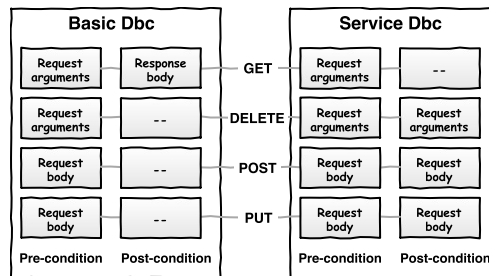 Basic Dbc Service Dbc
Request arguments Response body GET Request arguments --
Request arguments -- DELETE Request arguments Request arguments
Request body -- POST Request body Request body
Request body -- PUT Request body Request body
Pre-condition Post-condition Pre-condition Post-condition